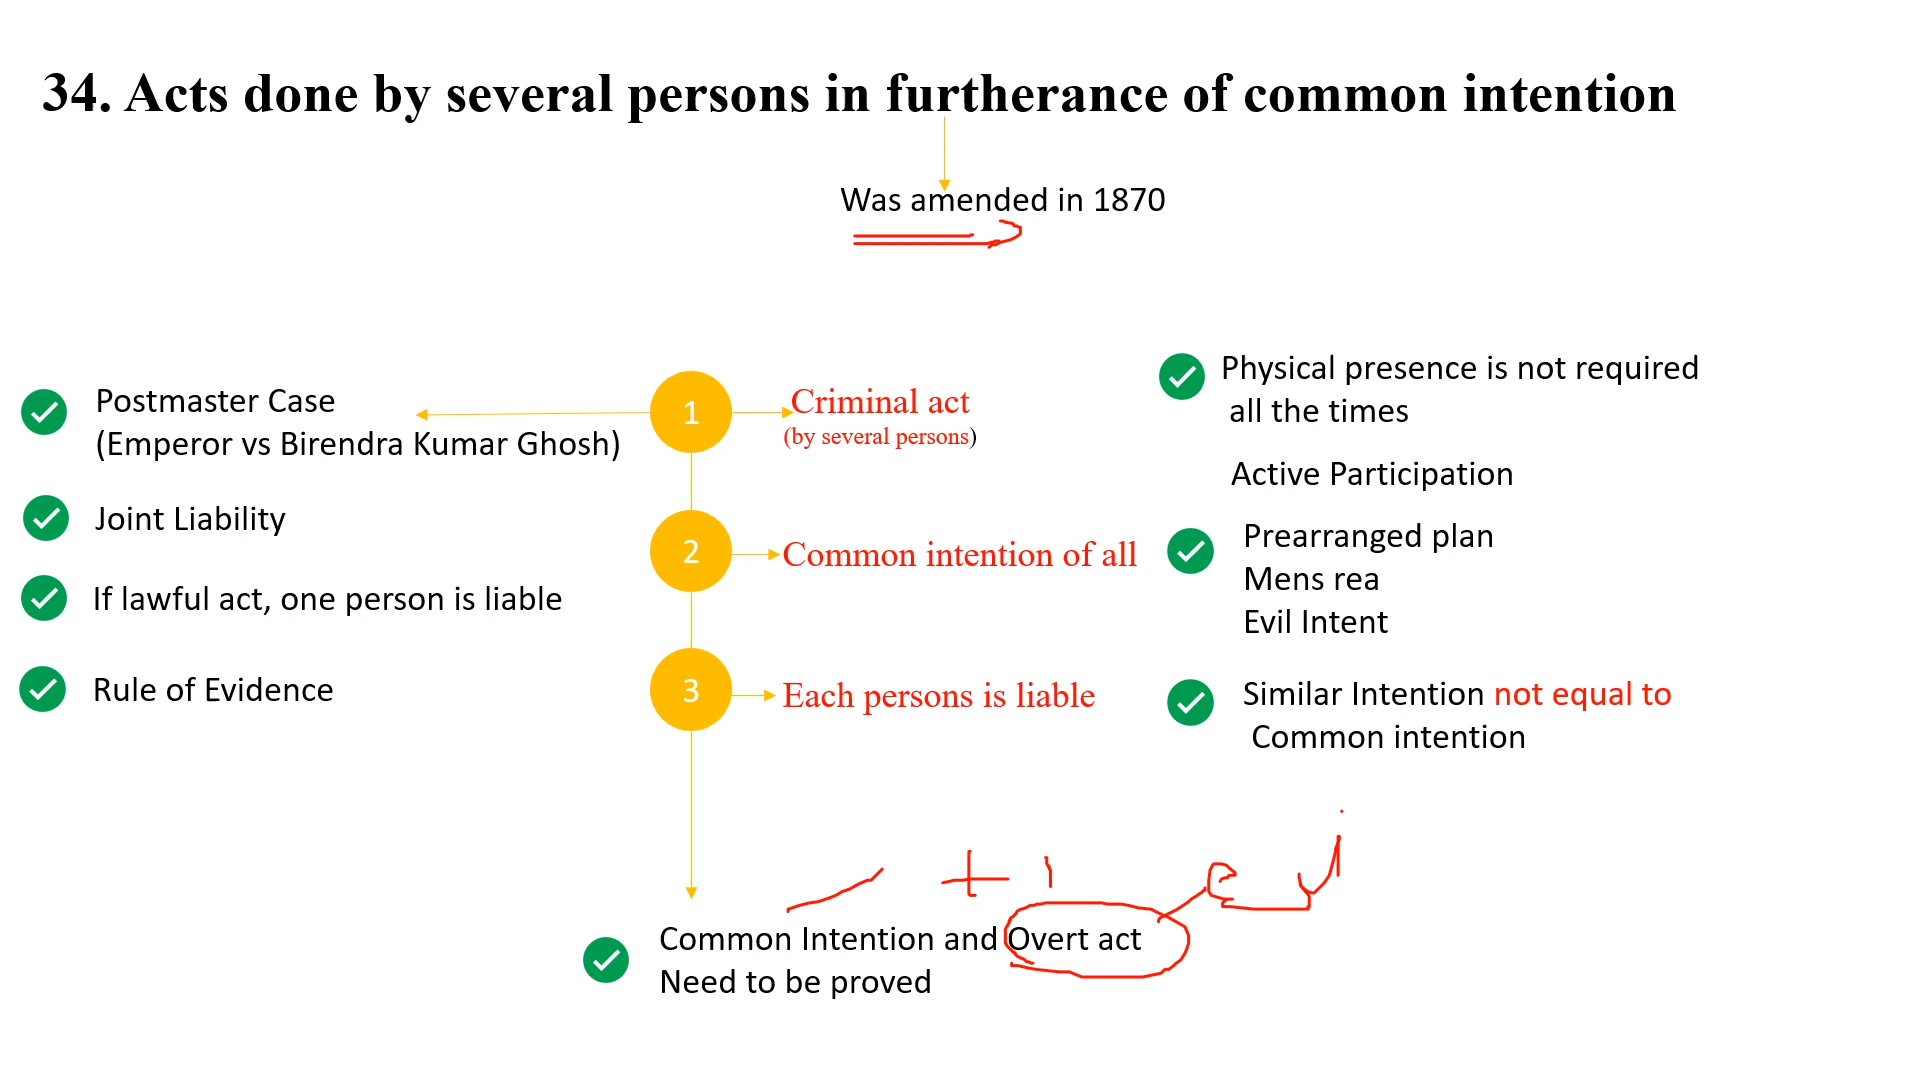 34. Acts done by several persons in furtherance of common intention
Was amended in 1870
Postmaster Case
(Emperor vs Birendra Kumar Ghosh)
Joint Liability
If lawful act, one person is liable
Rule of Evidence
1
Criminal act
(by several persons)
2
Common intention of all
3
Each persons is liable
Physical presence is not required
all the times
Active Participation
Prearranged plan
Mens rea
Evil Intent
Similar Intention not equal to
Common intention
Common Intention and Overt act
Need to be proved